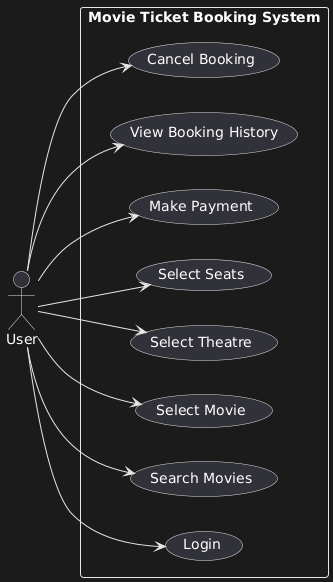 Movie Ticket Booking System
Cancel Booking
View Booking History
Make Payment
Select Seats
Select Theatre
User
Select Movie
Search Movies
Login